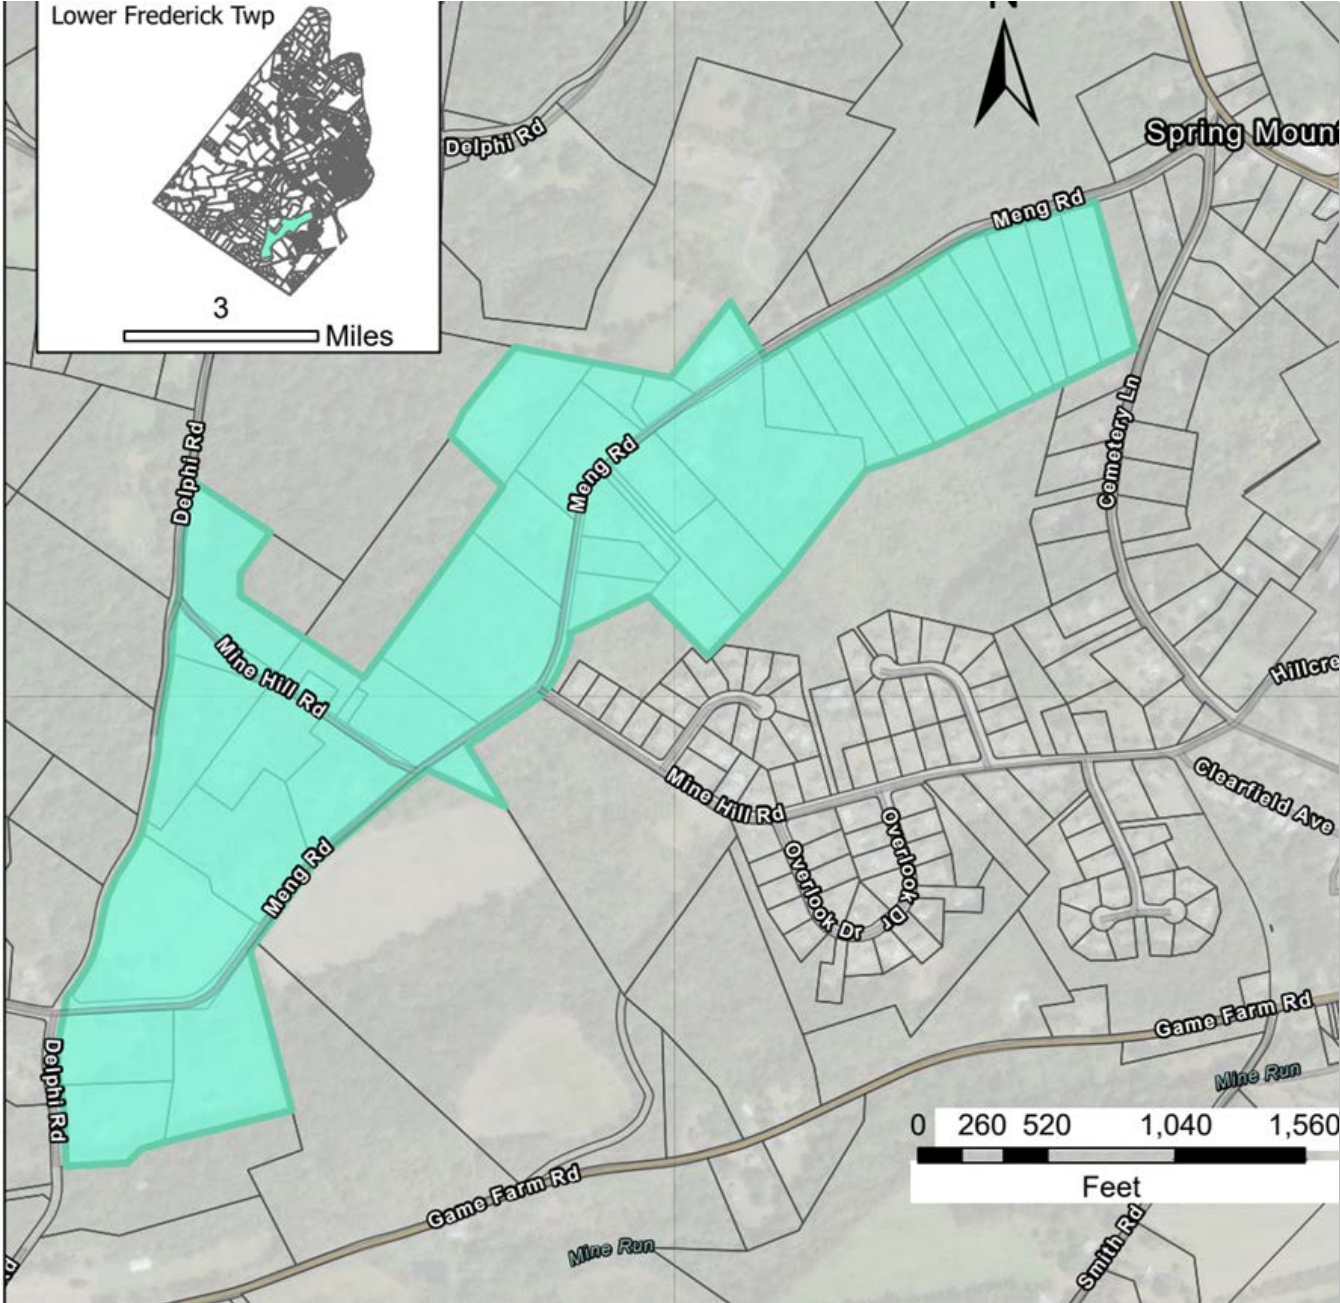 Lower Frederick Twp
3
Miles
N
Delphi Rd
Spring Moun
Meng Rd
Delphi Rd
Meng Rd
Cemetery Ln
Mine Hill Rd
Hillcre
Mine Hill Rd
Clearfield Ave
Overlook Dr
Overlook Dr
Meng Rd
Game Farm Rd
Delphi Rd
Mine Run
0 260 520 1,040 1,560
Feet
Game Farm Rd
Mine Run
Smith Rd
Rd